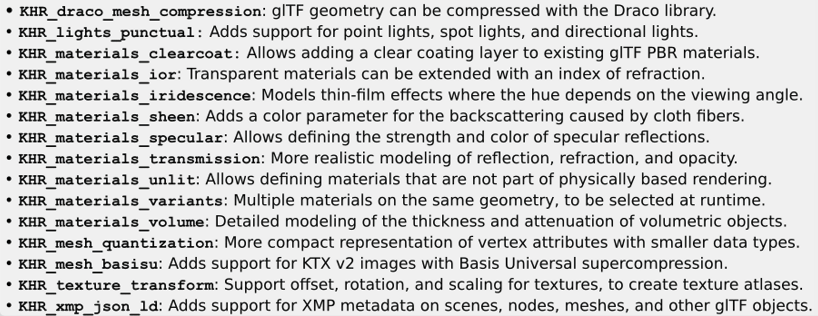 • KHR_draco_mesh_compression: glTF geometry can be compressed with the Draco library.
• KHR_lights_punctual: Adds support for point lights, spot lights, and directional lights.
• KHR_materials_clearcoat: Allows adding a clear coating layer to existing glTF PBR materials.
• KHR_materials_ior: Transparent materials can be extended with an index of refraction.
• KHR_materials_iridescence: Models thin-film effects where the hue depends on the viewing angle.
• KHR_materials_sheen: Adds a color parameter for the backscattering caused by cloth fibers.
• KHR_materials_specular: Allows defining the strength and color of specular reflections.
• KHR_materials_transmission: More realistic modeling of reflection, refraction, and opacity.
• KHR_materials_unlit: Allows defining materials that are not part of physically based rendering.
• KHR_materials_variants: Multiple materials on the same geometry, to be selected at runtime.
• KHR_materials_volume: Detailed modeling of the thickness and attenuation of volumetric objects.
• KHR_mesh_quantization: More compact representation of vertex attributes with smaller data types.
• KHR_mesh_basisu: Adds support for KTX v2 images with Basis Universal supercompression.
• KHR_texture_transform: Support offset, rotation, and scaling for textures, to create texture atlases.
• KHR_xmp_json_ld: Adds support for XMP metadata on scenes, nodes, meshes, and other glTF objects.